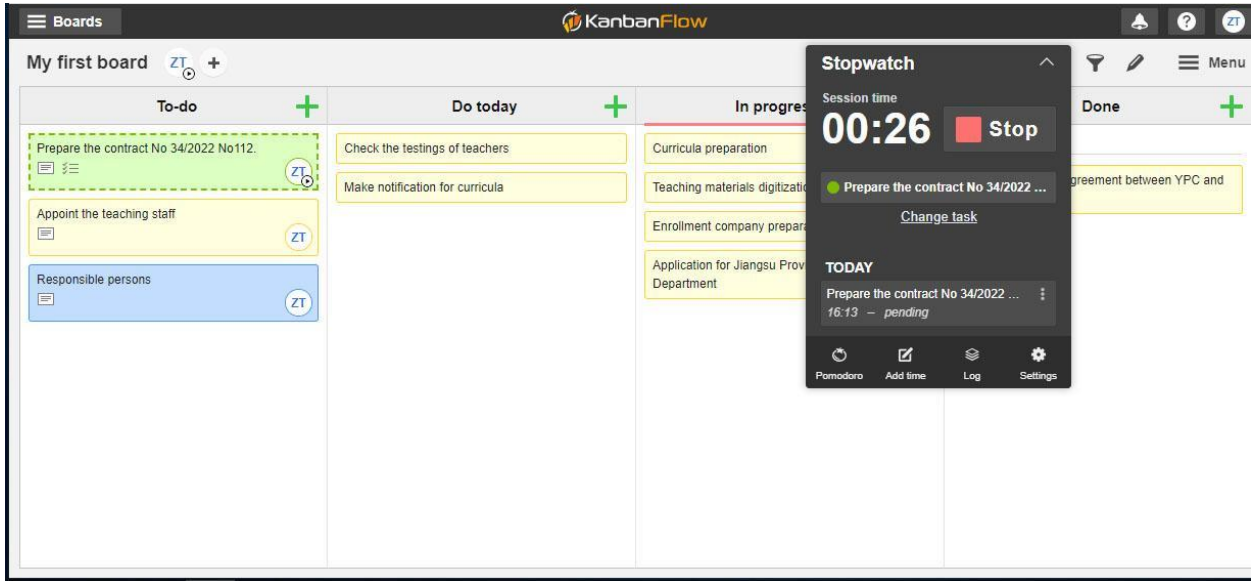 Boards
KanbanFlow
ZT
My first board
ZT
Menu
To-do
Do today
In progres
Done
Prepare the contract No 34/2022 No112.
ZT
Appoint the teaching staff
ZT
Responsible persons
ZT
Check the testings of teachers
Make notification for curricula
Curricula preparation
Teaching materials digitizatio
Enrollment company prepar
Application for Jiangsu Prov
Department
greement between YPC and
Stopwatch
Session time
00:26
Stop
Prepare the contract No 34/2022 ...
Change task
TODAY
Prepare the contract No 34/2022 ...
16:13 – pending
Pomodoro
Add time
Log
Settings